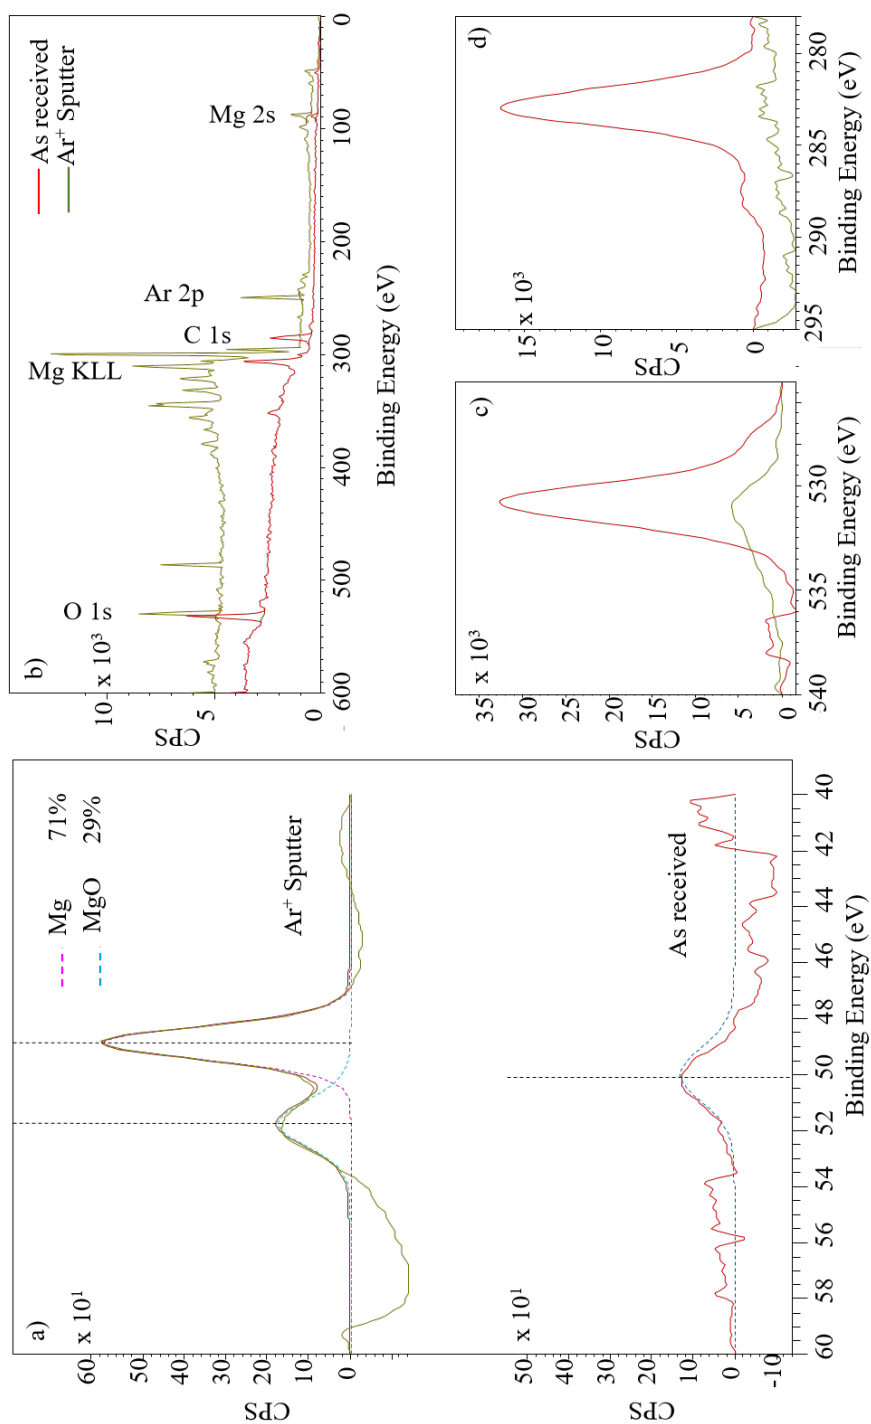 a)
x 10¹
Mg 71%
MgO 29%
Ar⁺ Sputter
60
50
40
30
20
10
0
CPS
x 10¹
As received
50
40
30
20
10
0
-10
CPS
60 58 56 54 52 50 48 46 44 42 40
Binding Energy (eV)
b)
x 10³
As received
Ar⁺ Sputter
O 1s
Mg KLL
C 1s
Ar 2p
Mg 2s
10
5
0
CPS
600 500 400 300 200 100 0
Binding Energy (eV)
c)
x 10³
35
30
25
20
15
10
5
0
CPS
540 535 530
Binding Energy (eV)
d)
x 10³
15
10
5
0
CPS
295 290 285 280
Binding Energy (eV)